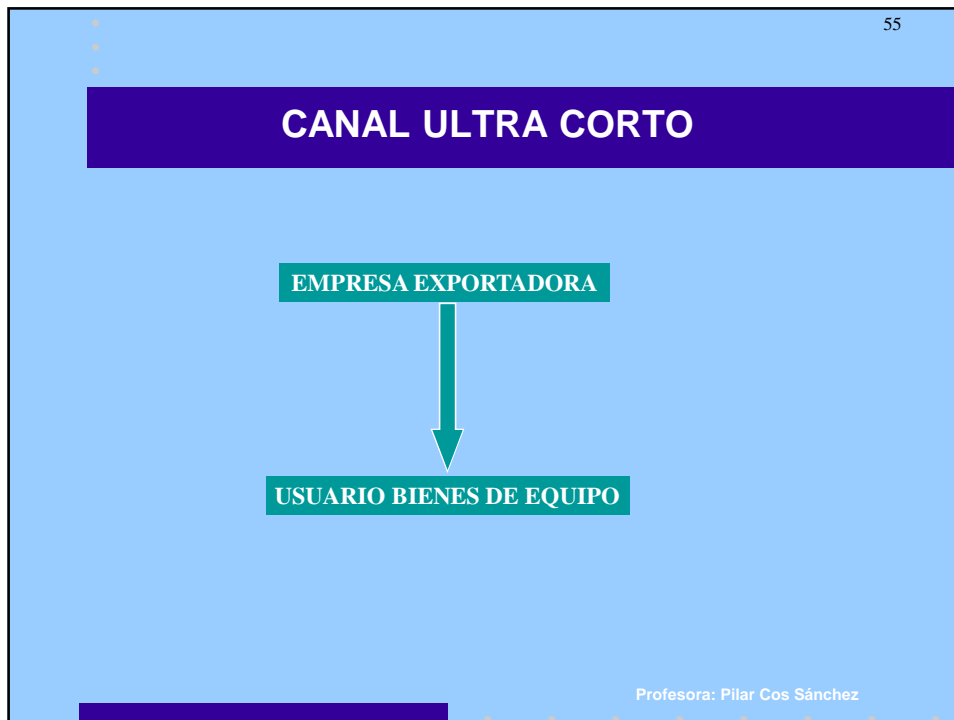 55
CANAL ULTRA CORTO
EMPRESA EXPORTADORA
USUARIO BIENES DE EQUIPO
Profesora: Pilar Cos Sánchez